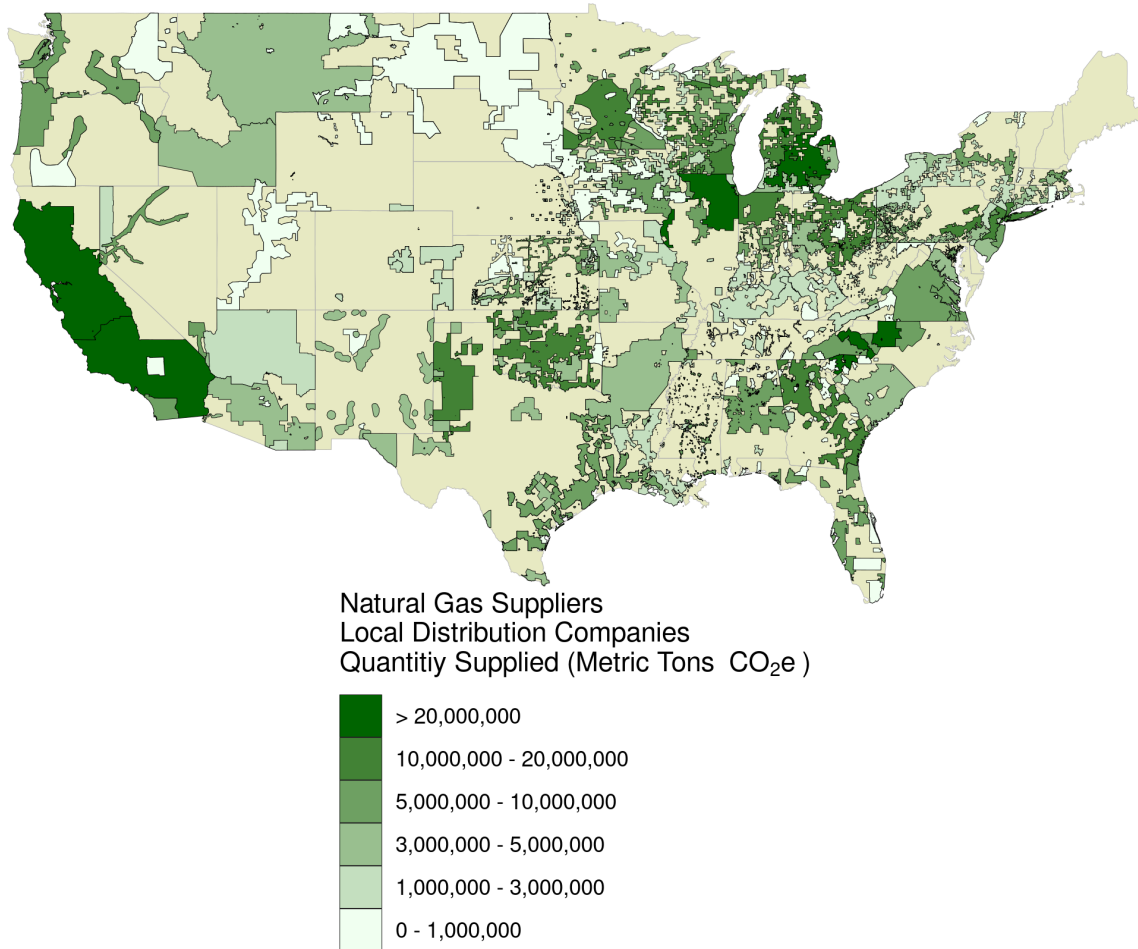 Natural Gas Suppliers
Local Distribution Companies
Quantitiy Supplied (Metric Tons CO₂e )
> 20,000,000
10,000,000 - 20,000,000
5,000,000 - 10,000,000
3,000,000 - 5,000,000
1,000,000 - 3,000,000
0 - 1,000,000